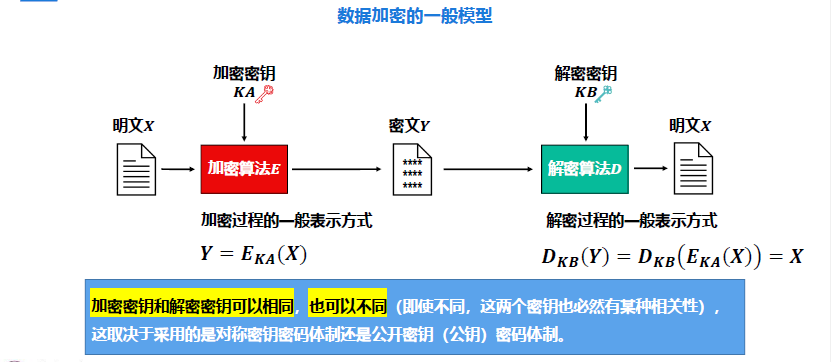 数据加密的一般模型
加密密钥
KA
解密密钥
KB
明文X
密文Y
明文X
加密算法E
****
****
****
解密算法D
加密过程的一般表示方式
解密过程的一般表示方式
Y = E_{KA}(X)
D_{KB}(Y) = D_{KB}(E_{KA}(X)) = X
加密密钥和解密密钥可以相同，也可以不同（即使不同，这两个密钥也必然有某种相关性），
这取决于采用的是对称密钥密码体制还是公开密钥（公钥）密码体制。